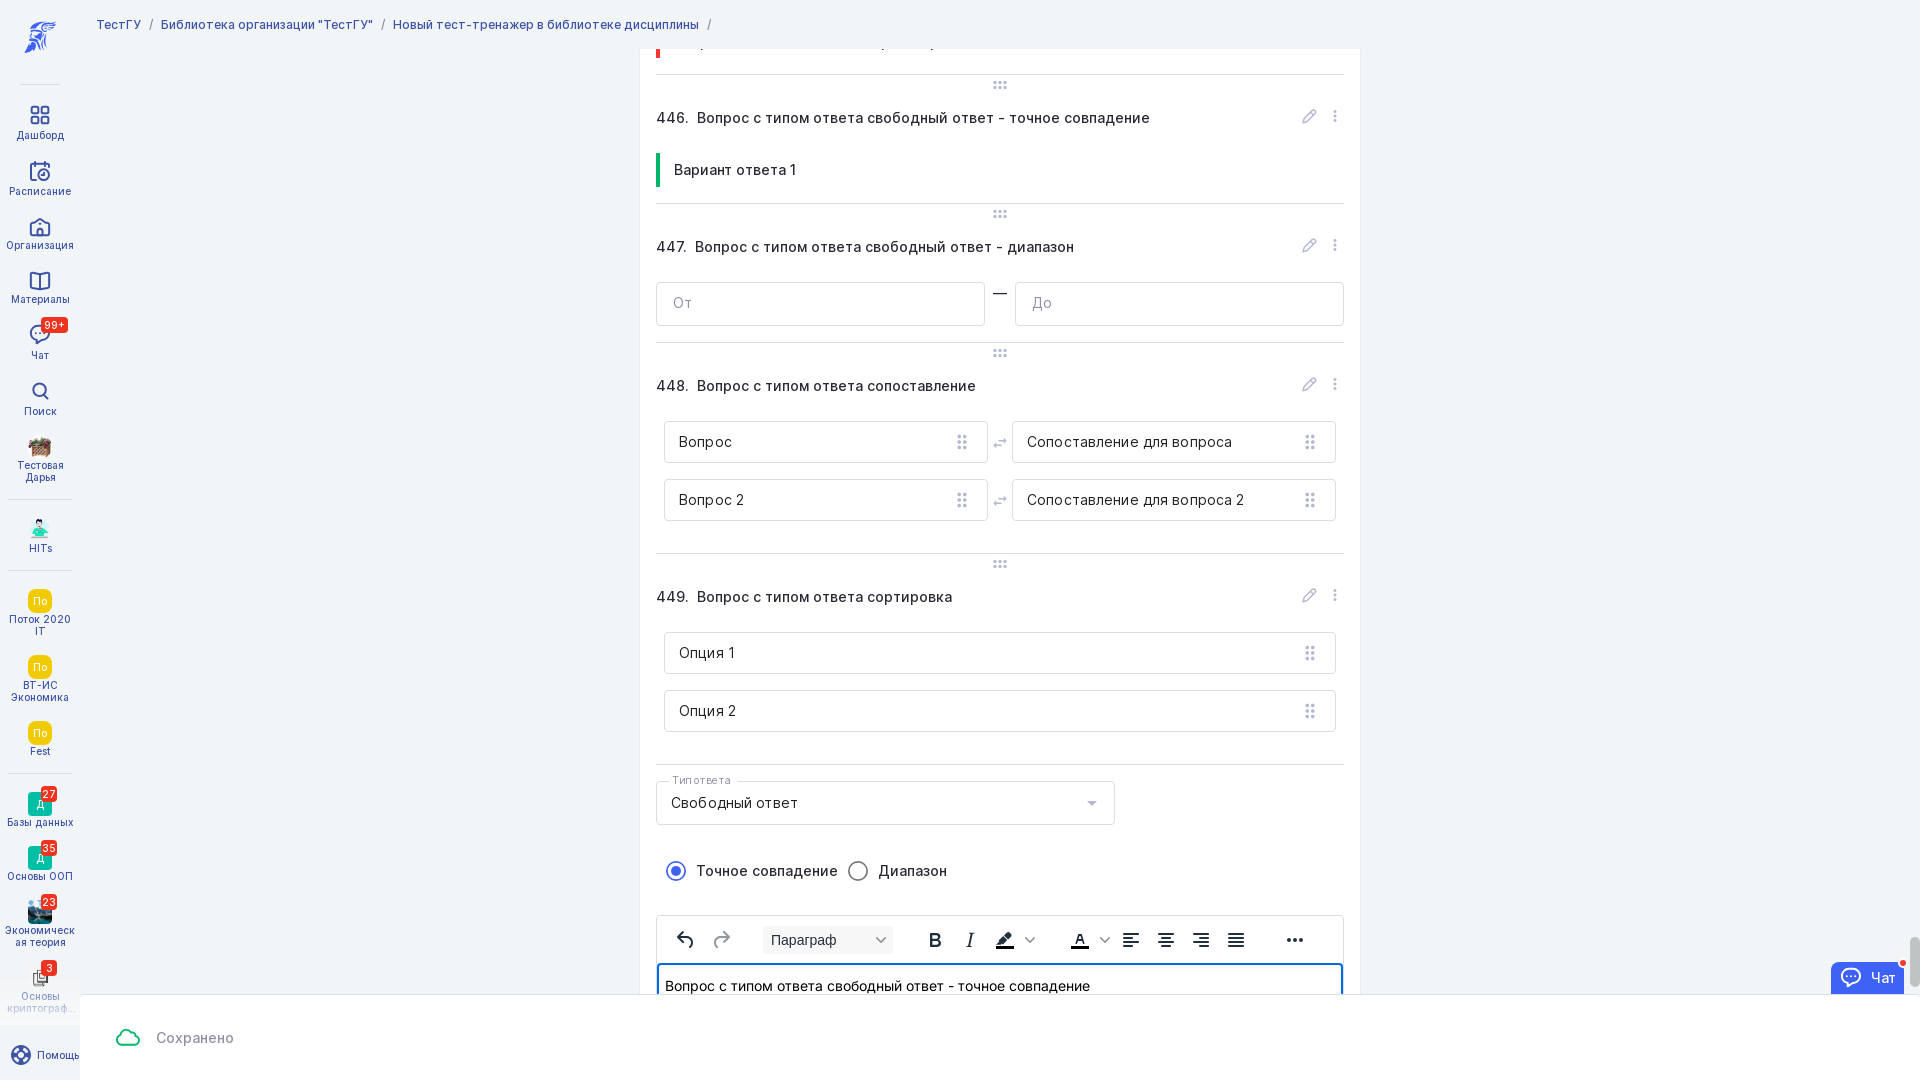 ТестГУ / Библиотека организации "ТестГУ" / Новый тест-тренажер в библиотеке дисциплины /
Дашборд
Расписание
Организация
Материалы
99+
Чат
Поиск
Тестовая
Дарья
HITs
По
Поток 2020
IT
По
ВТ-ИС
Экономика
По
Fest
Д
27
Базы данных
Д
35
Основы ООП
23
Экономическ
ая теория
3
Основы
криптограф...
Помощь
446. Вопрос с типом ответа свободный ответ - точное совпадение
Вариант ответа 1
447. Вопрос с типом ответа свободный ответ - диапазон
От — До
448. Вопрос с типом ответа сопоставление
Вопрос Сопоставление для вопроса
Вопрос 2 Сопоставление для вопроса 2
449. Вопрос с типом ответа сортировка
Опция 1
Опция 2
Тип ответа
Свободный ответ
Точное совпадение Диапазон
Параграф B I A
Вопрос с типом ответа свободный ответ - точное совпадение
Чат
Сохранено